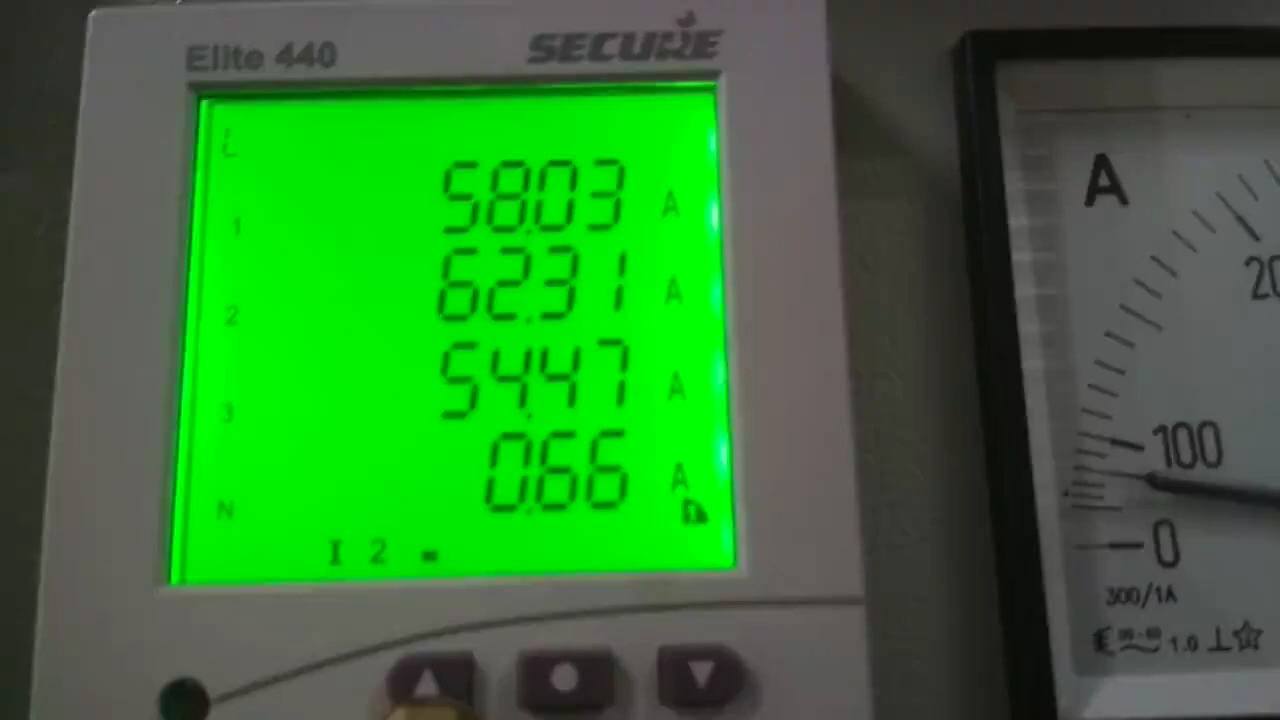 Elite 440 SECURE
L
1 58.03 A
2 62.31 A
3 54.47 A
N 0.66 A
I 2
A
100
0
300/1A
1.0